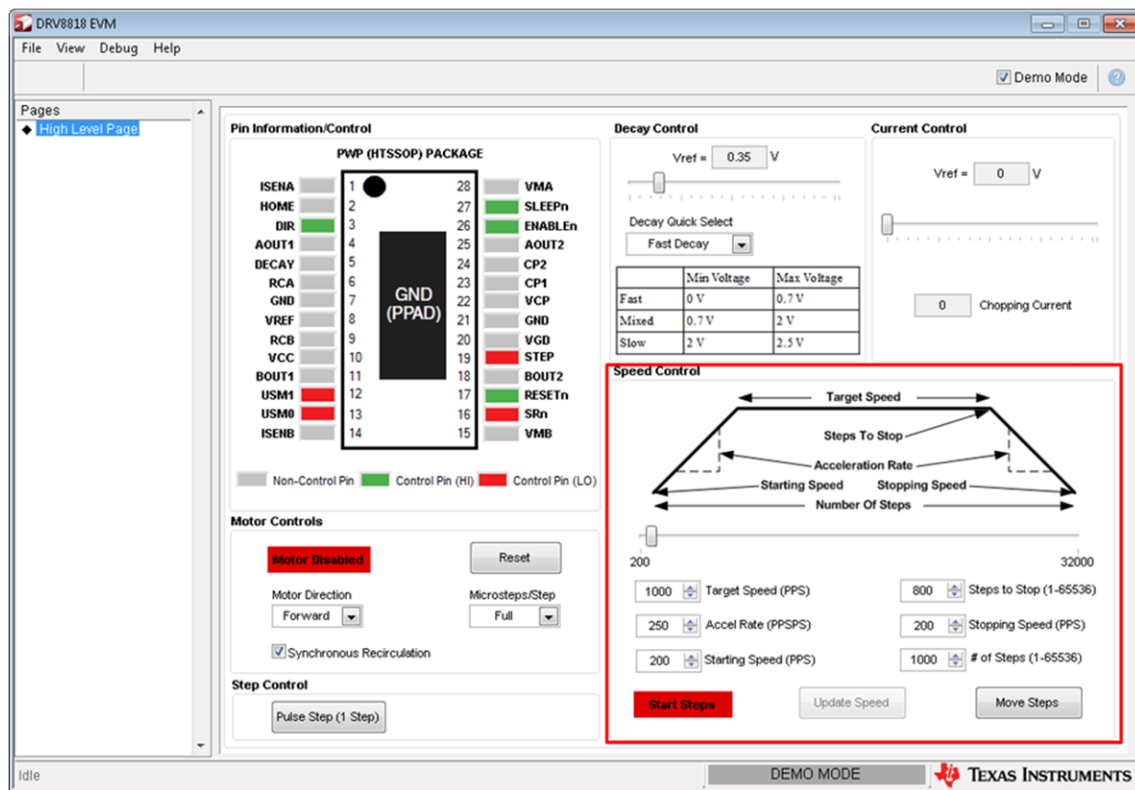 DRV8818 EVM
File View Debug Help
Demo Mode
Pages
High Level Page
Pin Information/Control
PWP (HTSSOP) PACKAGE
ISENA 1 28 VMA
HOME 2 27 SLEEPn
DIR 3 26 ENABLEn
AOUT1 4 25 AOUT2
DECAY 5 24 CP2
RCA 6 23 CP1
GND 7 22 VCP
VREF 8 21 GND
RCB 9 20 VGD
VCC 10 19 STEP
BOUT1 11 18 BOUT2
USM1 12 17 RESETn
USM0 13 16 SRn
ISENB 14 15 VMB
GND
(PPAD)
Non-Control Pin Control Pin (HI) Control Pin (LO)
Motor Controls
Motor Disabled Reset
Motor Direction Microsteps/Step
Forward Full
Synchronous Recirculation
Step Control
Pulse Step (1 Step)
Decay Control
Vref = 0.35 V
Decay Quick Select
Fast Decay
Min Voltage Max Voltage
Fast 0 V 0.7 V
Mixed 0.7 V 2 V
Slow 2 V 2.5 V
Current Control
Vref = 0 V
0 Chopping Current
Speed Control
Target Speed
Steps To Stop
Acceleration Rate
Starting Speed Stopping Speed
Number Of Steps
200 32000
1000 Target Speed (PPS) 800 Steps to Stop (1-65536)
250 Accel Rate (PPSPS) 200 Stopping Speed (PPS)
200 Starting Speed (PPS) 1000 # of Steps (1-65536)
Start Steps Update Speed Move Steps
Idle DEMO MODE TEXAS INSTRUMENTS